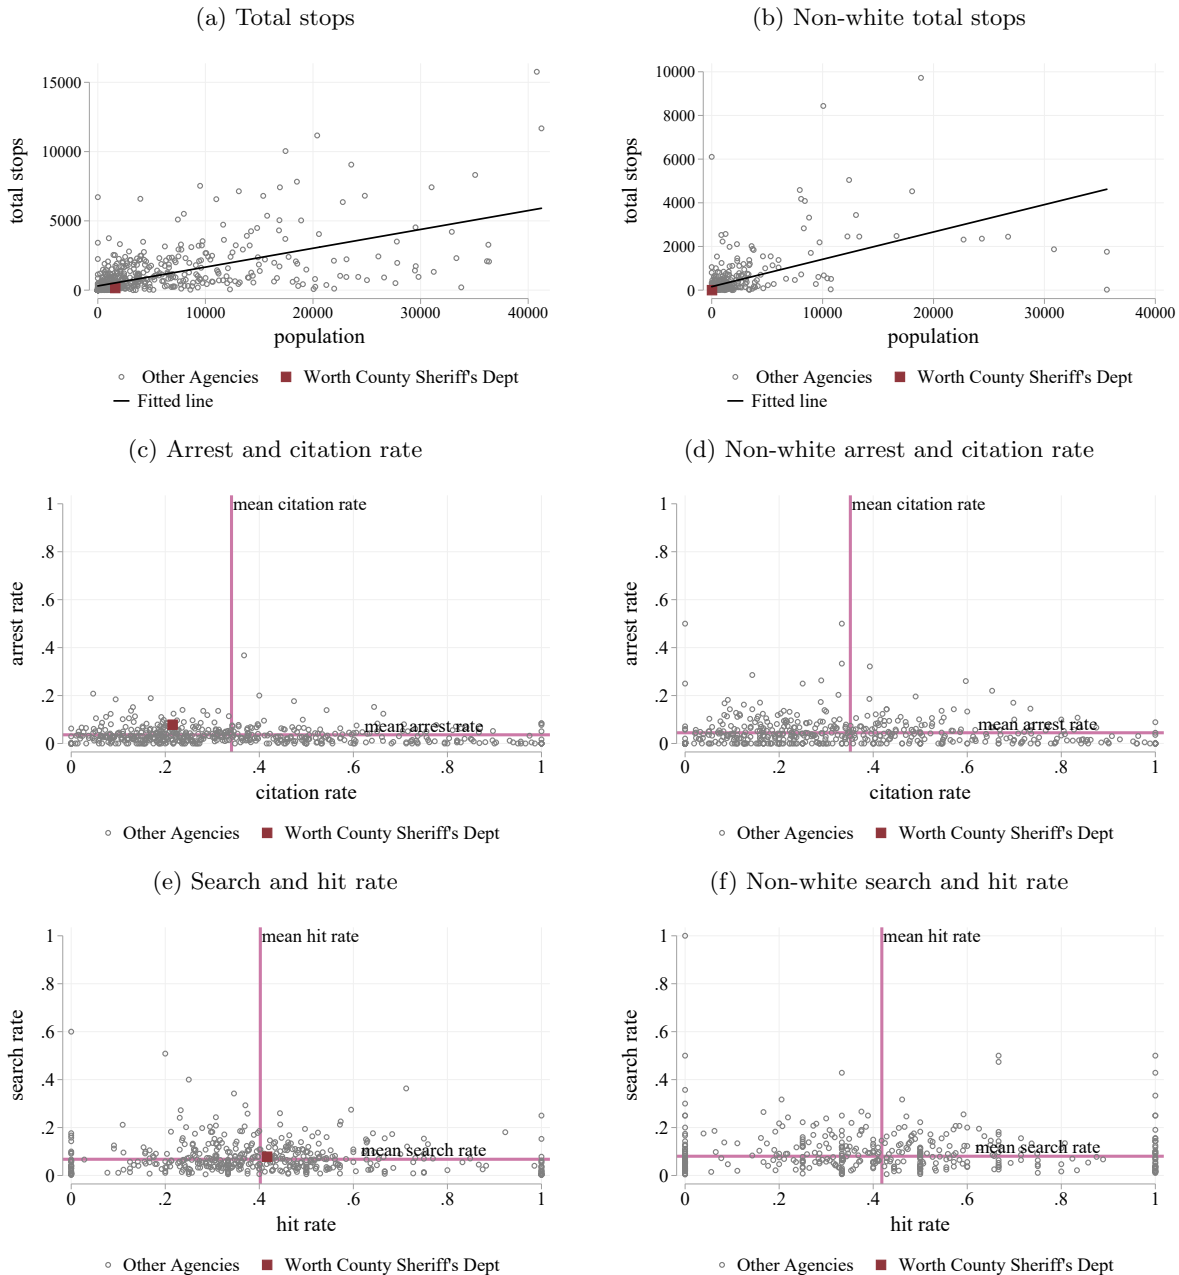 (a) Total stops
15000
10000
5000
0
total stops
0 10000 20000 30000 40000
population
Other Agencies Worth County Sheriff's Dept
Fitted line
(b) Non-white total stops
10000
8000
6000
4000
2000
0
total stops
0 10000 20000 30000 40000
population
Other Agencies Worth County Sheriff's Dept
Fitted line
(c) Arrest and citation rate
1
.8
.6
.4
.2
0
arrest rate
mean citation rate
mean arrest rate
0 .2 .4 .6 .8 1
citation rate
Other Agencies Worth County Sheriff's Dept
(d) Non-white arrest and citation rate
1
.8
.6
.4
.2
0
arrest rate
mean citation rate
mean arrest rate
0 .2 .4 .6 .8 1
citation rate
Other Agencies Worth County Sheriff's Dept
(e) Search and hit rate
1
.8
.6
.4
.2
0
search rate
mean hit rate
mean search rate
0 .2 .4 .6 .8 1
hit rate
Other Agencies Worth County Sheriff's Dept
(f) Non-white search and hit rate
1
.8
.6
.4
.2
0
search rate
mean hit rate
mean search rate
0 .2 .4 .6 .8 1
hit rate
Other Agencies Worth County Sheriff's Dept